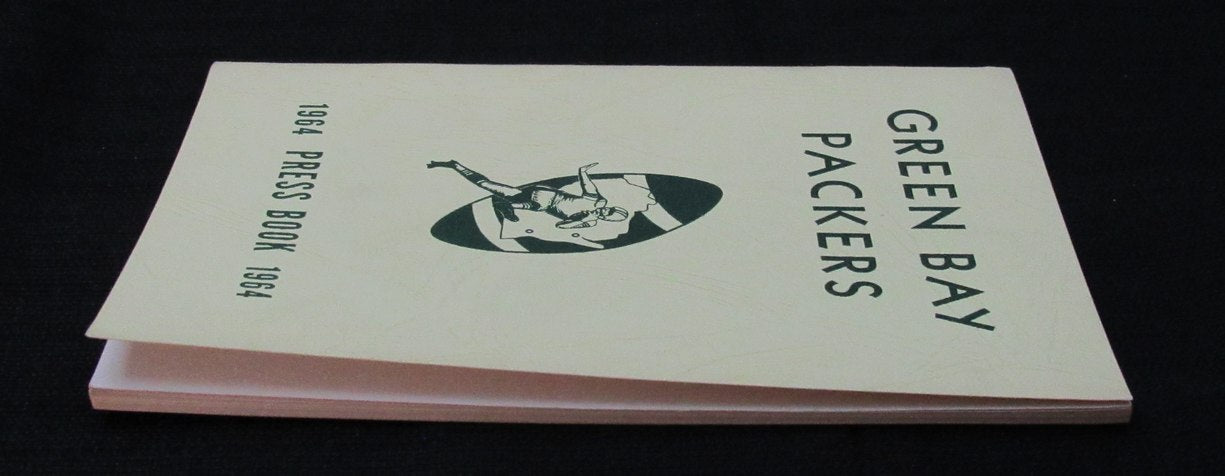 GREEN BAY
PACKERS
1964 PRESS BOOK 1964